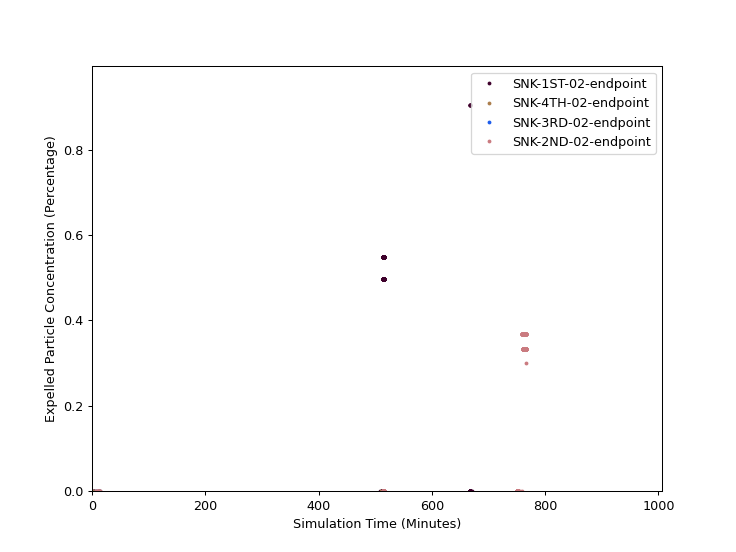 SNK-1ST-02-endpoint
SNK-4TH-02-endpoint
SNK-3RD-02-endpoint
SNK-2ND-02-endpoint
Expelled Particle Concentration (Percentage)
0.8
0.6
0.4
0.2
0.0
0 200 400 600 800 1000
Simulation Time (Minutes)